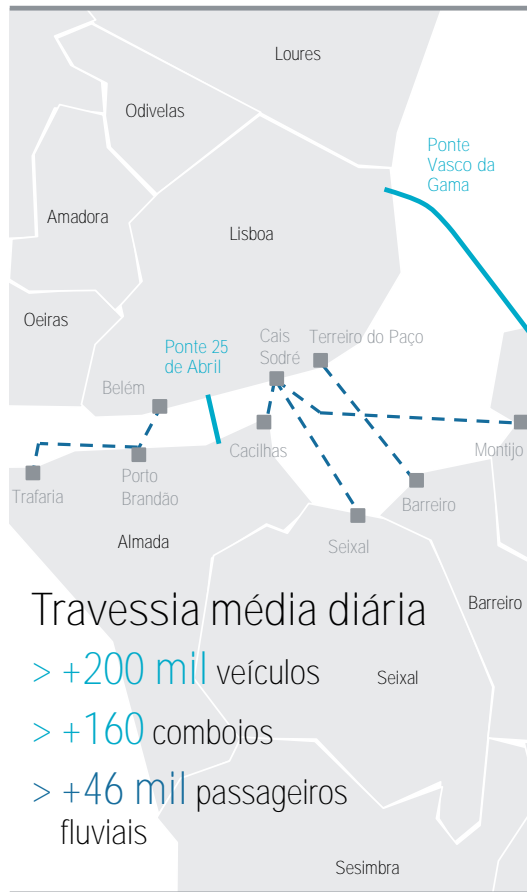 Loures
Odivelas
Ponte
Vasco da
Gama
Amadora
Lisboa
Oeiras
Ponte 25
de Abril
Cais
Sodré
Terreiro do Paço
Belém
Cacilhas
Montijo
Trafaria
Porto
Brandão
Barreiro
Almada
Seixal
Travessia média diária
Barreiro
> +200 mil veículos
Seixal
> +160 comboios
> +46 mil passageiros
fluviais
Sesimbra